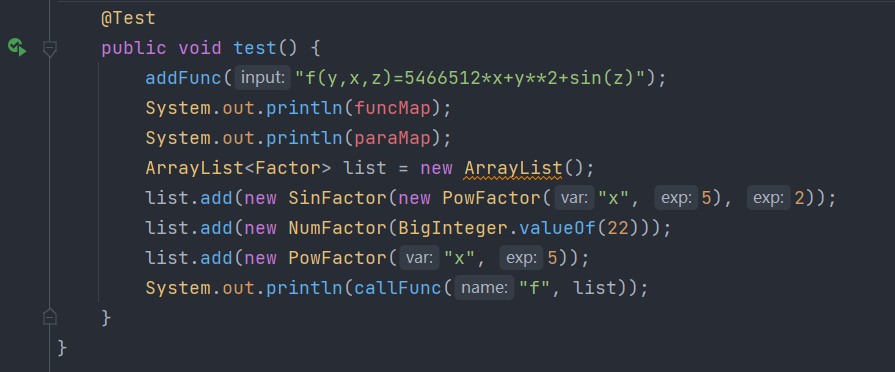 @Test
public void test() {
addFunc( input: "f(y,x,z)=5466512*x+y**2+sin(z)");
System.out.println(funcMap);
System.out.println(paraMap);
ArrayList<Factor> list = new ArrayList();
list.add(new SinFactor(new PowFactor( var: "x", exp: 5), exp: 2));
list.add(new NumFactor(BigInteger.valueOf(22)));
list.add(new PowFactor( var: "x", exp: 5));
System.out.println(callFunc( name: "f", list));
}
}